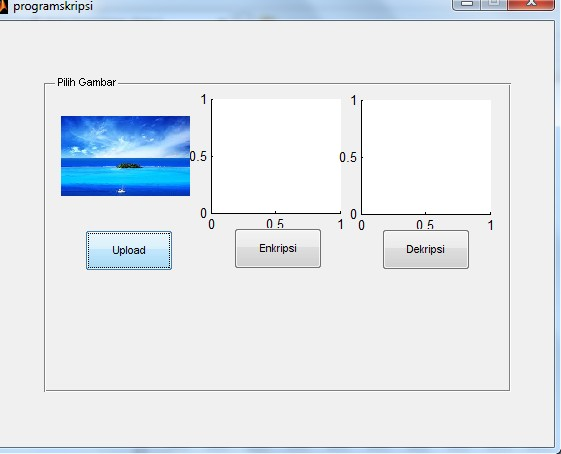 programskripsi
Pilih Gambar
1
0.5
0
0 0.5 1
1
0.5
0
0 0.5 1
Upload
Enkripsi
Dekripsi